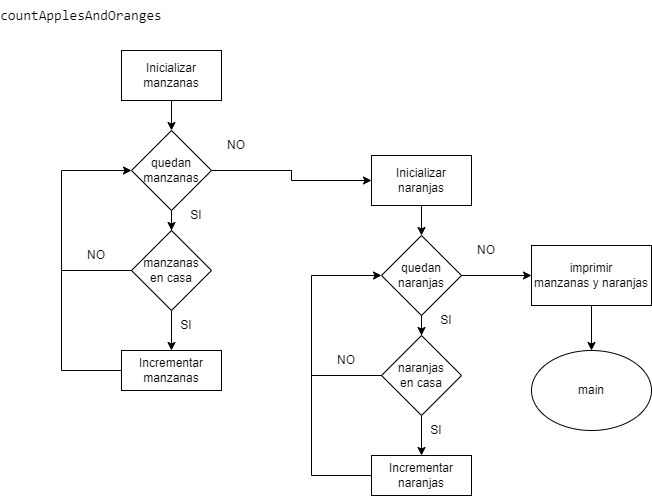 countApplesAndOranges
Inicializar
manzanas
quedan
manzanas
NO
SI
NO
manzanas
en casa
SI
Incrementar
manzanas
Inicializar
naranjas
quedan
naranjas
NO
SI
NO
naranjas
en casa
SI
Incrementar
naranjas
imprimir
manzanas y naranjas
main